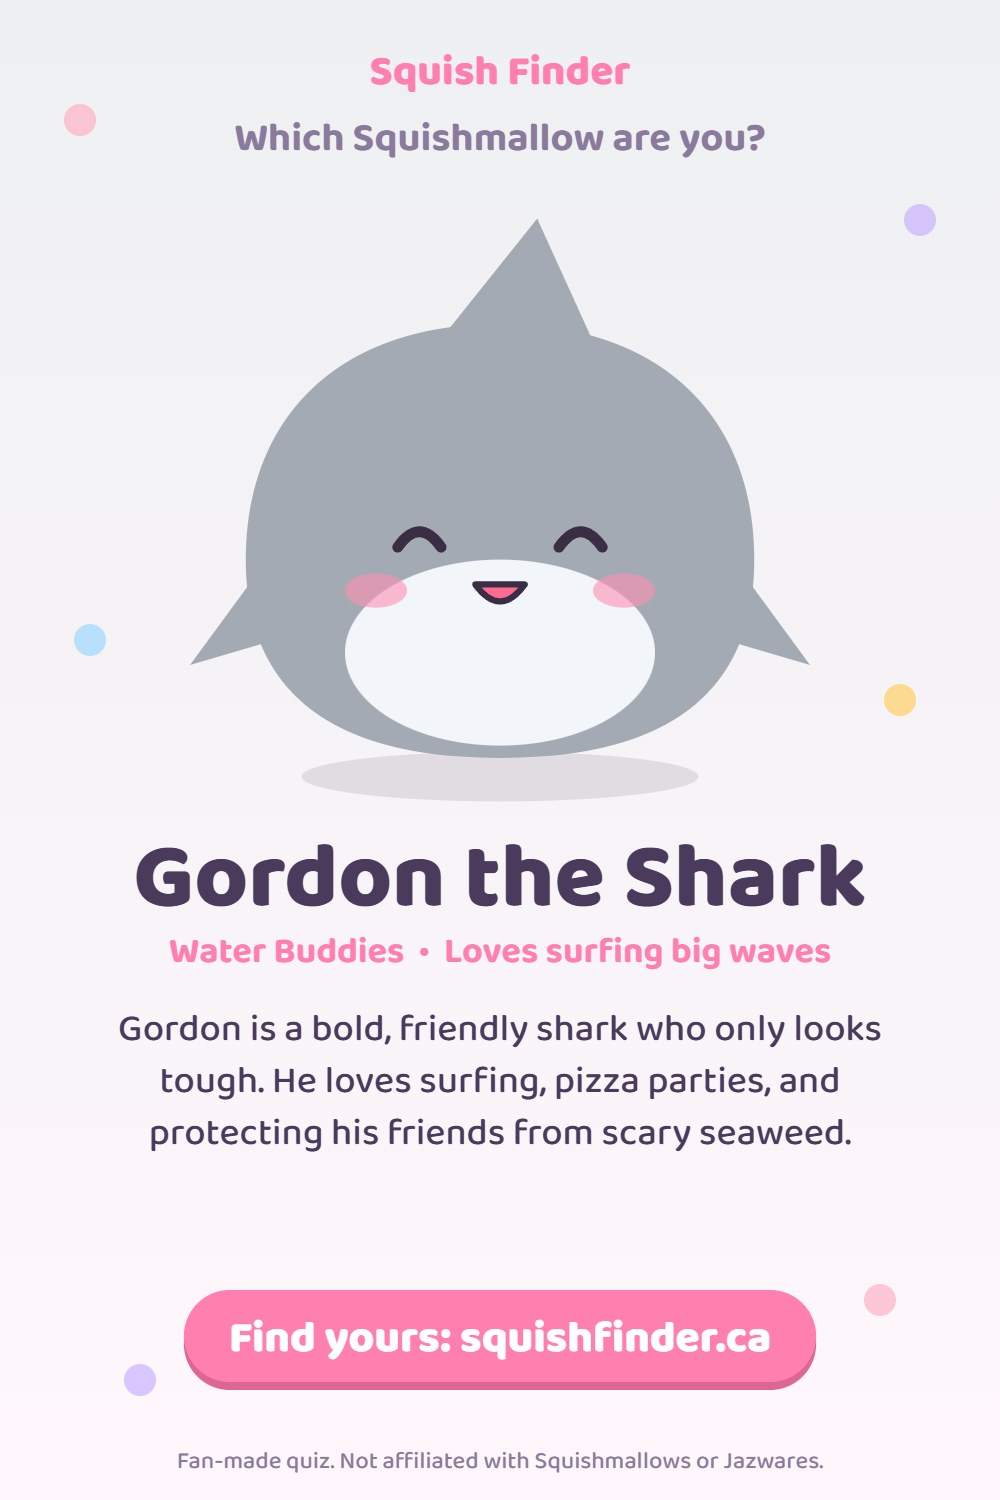 Squish Finder
Which Squishmallow are you?
Gordon the Shark
Water Buddies • Loves surfing big waves
Gordon is a bold, friendly shark who only looks
tough. He loves surfing, pizza parties, and
protecting his friends from scary seaweed.
Find yours: squishfinder.ca
Fan-made quiz. Not affiliated with Squishmallows or Jazwares.